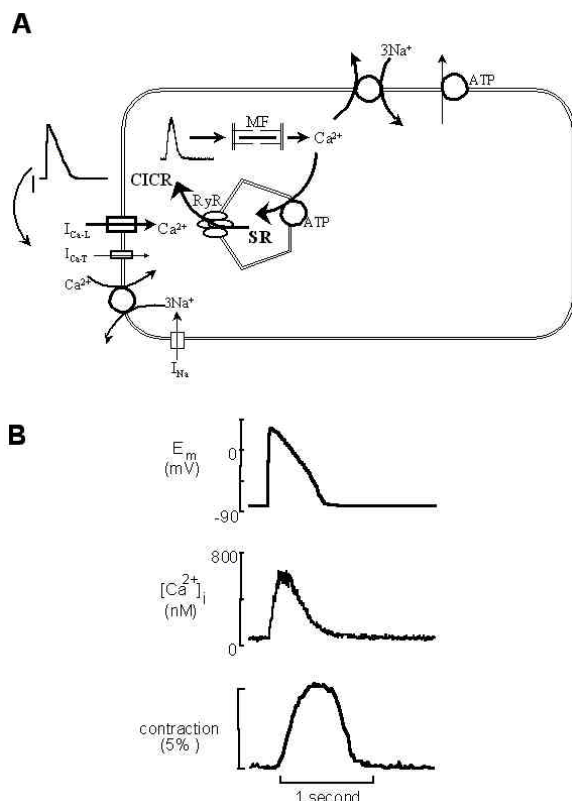 A
3Na⁺
ATP
MF
Ca²⁺
CICR
RyR
I_Ca-L
Ca²⁺
SR
ATP
I_Ca-T
Ca²⁺
3Na⁺
I_Na
B
E_m
(mV)
0
-90
800
[Ca²⁺]_i
(nM)
0
contraction
(5%)
1 second